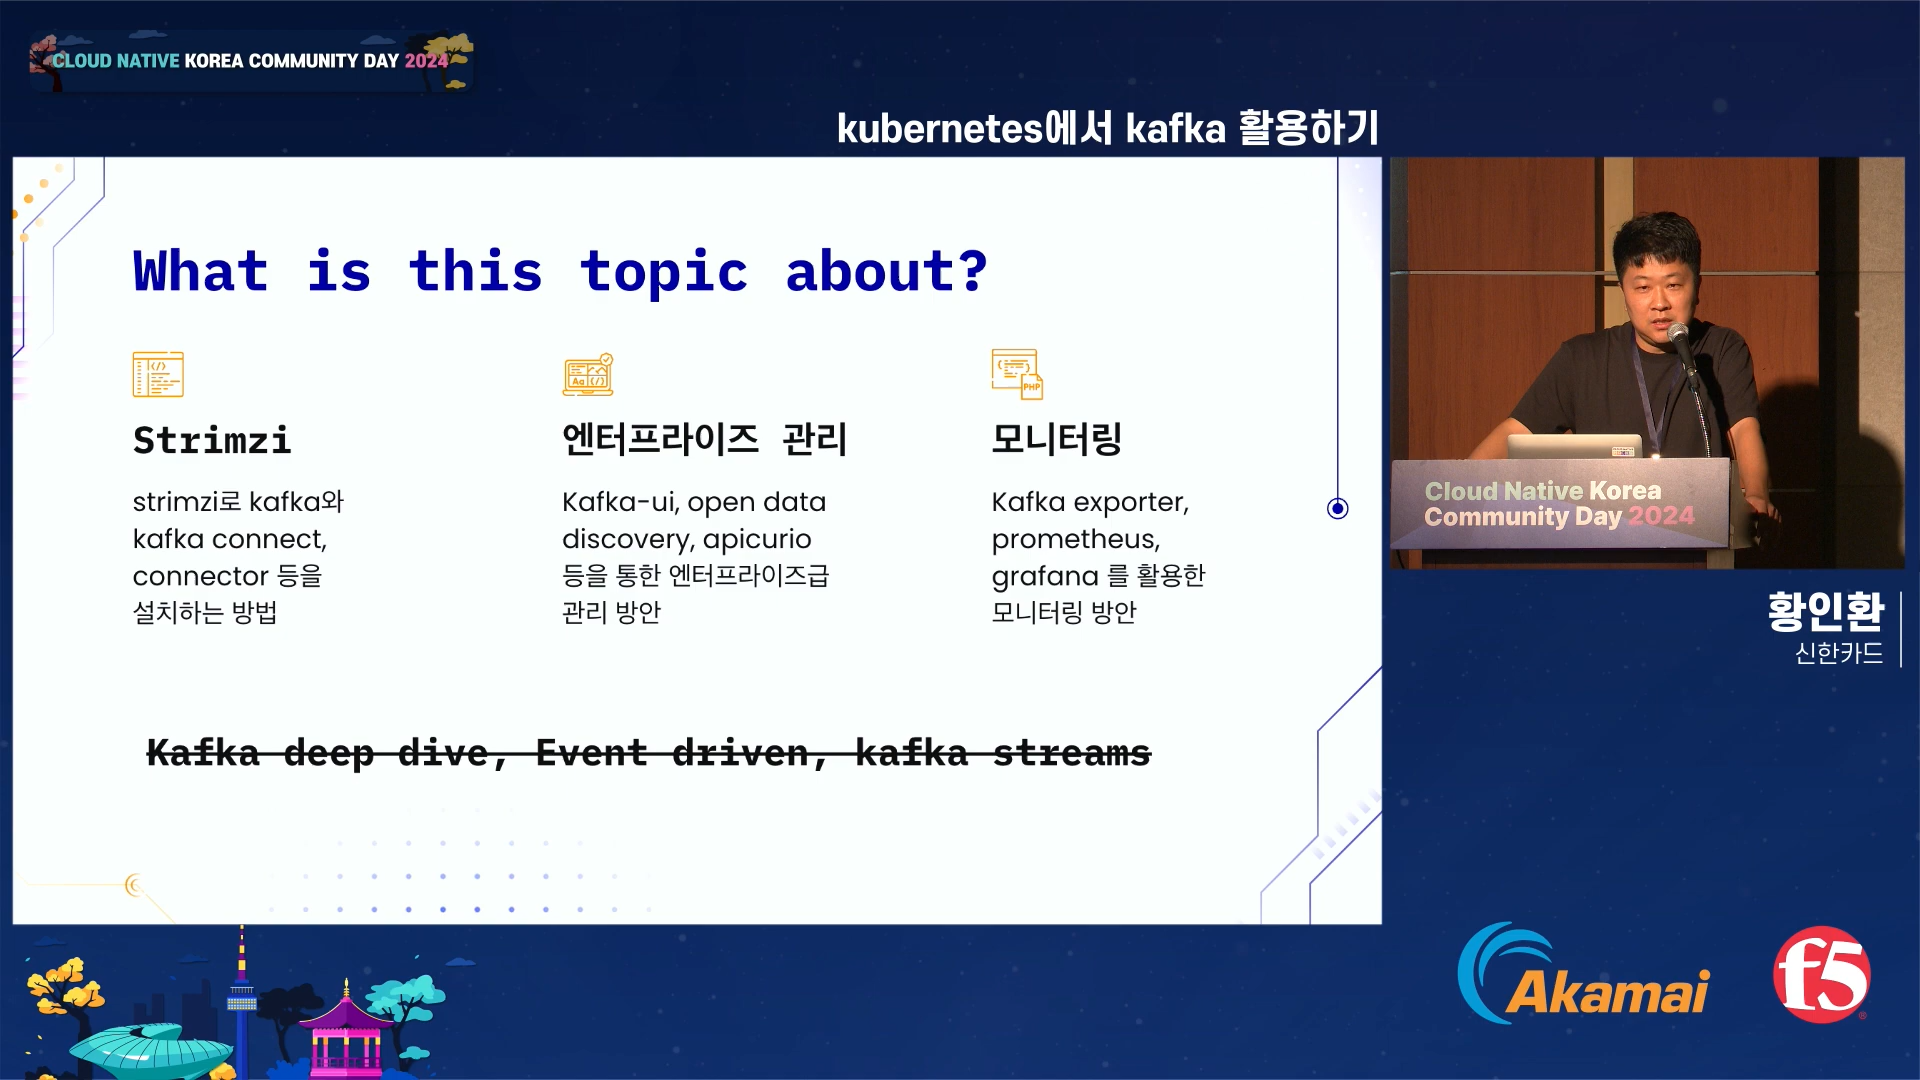 CLOUD NATIVE KOREA COMMUNITY DAY 2024
kubernetes에서 kafka 활용하기
What is this topic about?
Strimzi
strimzi로 kafka와
kafka connect,
connector 등을
설치하는 방법
엔터프라이즈 관리
Kafka-ui, open data
discovery, apicurio
등을 통한 엔터프라이즈급
관리 방안
PHP
모니터링
Kafka exporter,
prometheus,
grafana 를 활용한
모니터링 방안
Kafka deep dive, Event driven, kafka streams
Cloud Native Korea
Community Day 2024
황인환
신한카드
Akamai
f5